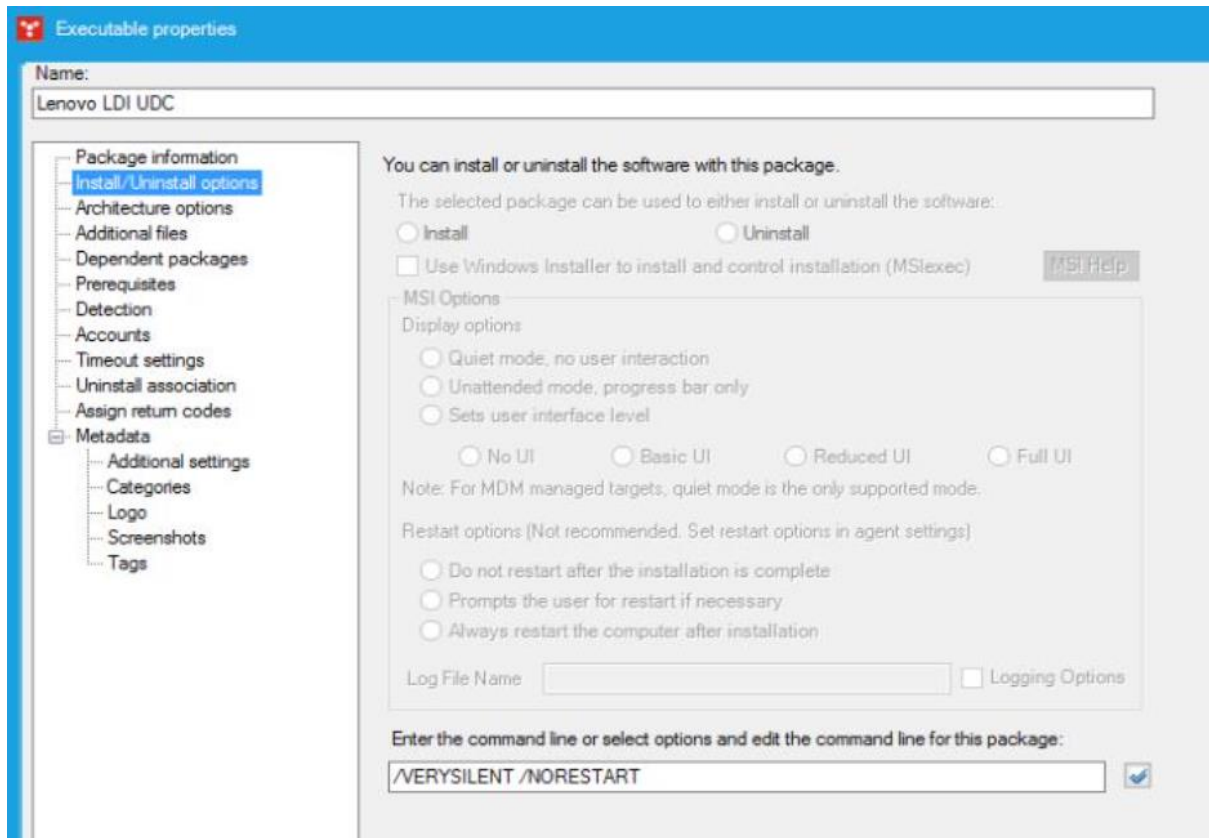 Executable properties
Name:
Lenovo LDI UDC
Package information
Install/Uninstall options
Architecture options
Additional files
Dependent packages
Prerequisites
Detection
Accounts
Timeout settings
Uninstall association
Assign return codes
Metadata
Additional settings
Categories
Logo
Screenshots
Tags
You can install or uninstall the software with this package.
The selected package can be used to either install or uninstall the software:
Install Uninstall
Use Windows Installer to install and control installation (MSIexec) MSI Help
MSI Options
Display options
Quiet mode, no user interaction
Unattended mode, progress bar only
Sets user interface level
No UI Basic UI Reduced UI Full UI
Note: For MDM managed targets, quiet mode is the only supported mode.
Restart options (Not recommended. Set restart options in agent settings)
Do not restart after the installation is complete
Prompts the user for restart if necessary
Always restart the computer after installation
Log File Name Logging Options
Enter the command line or select options and edit the command line for this package:
/VERYSILENT /NORESTART